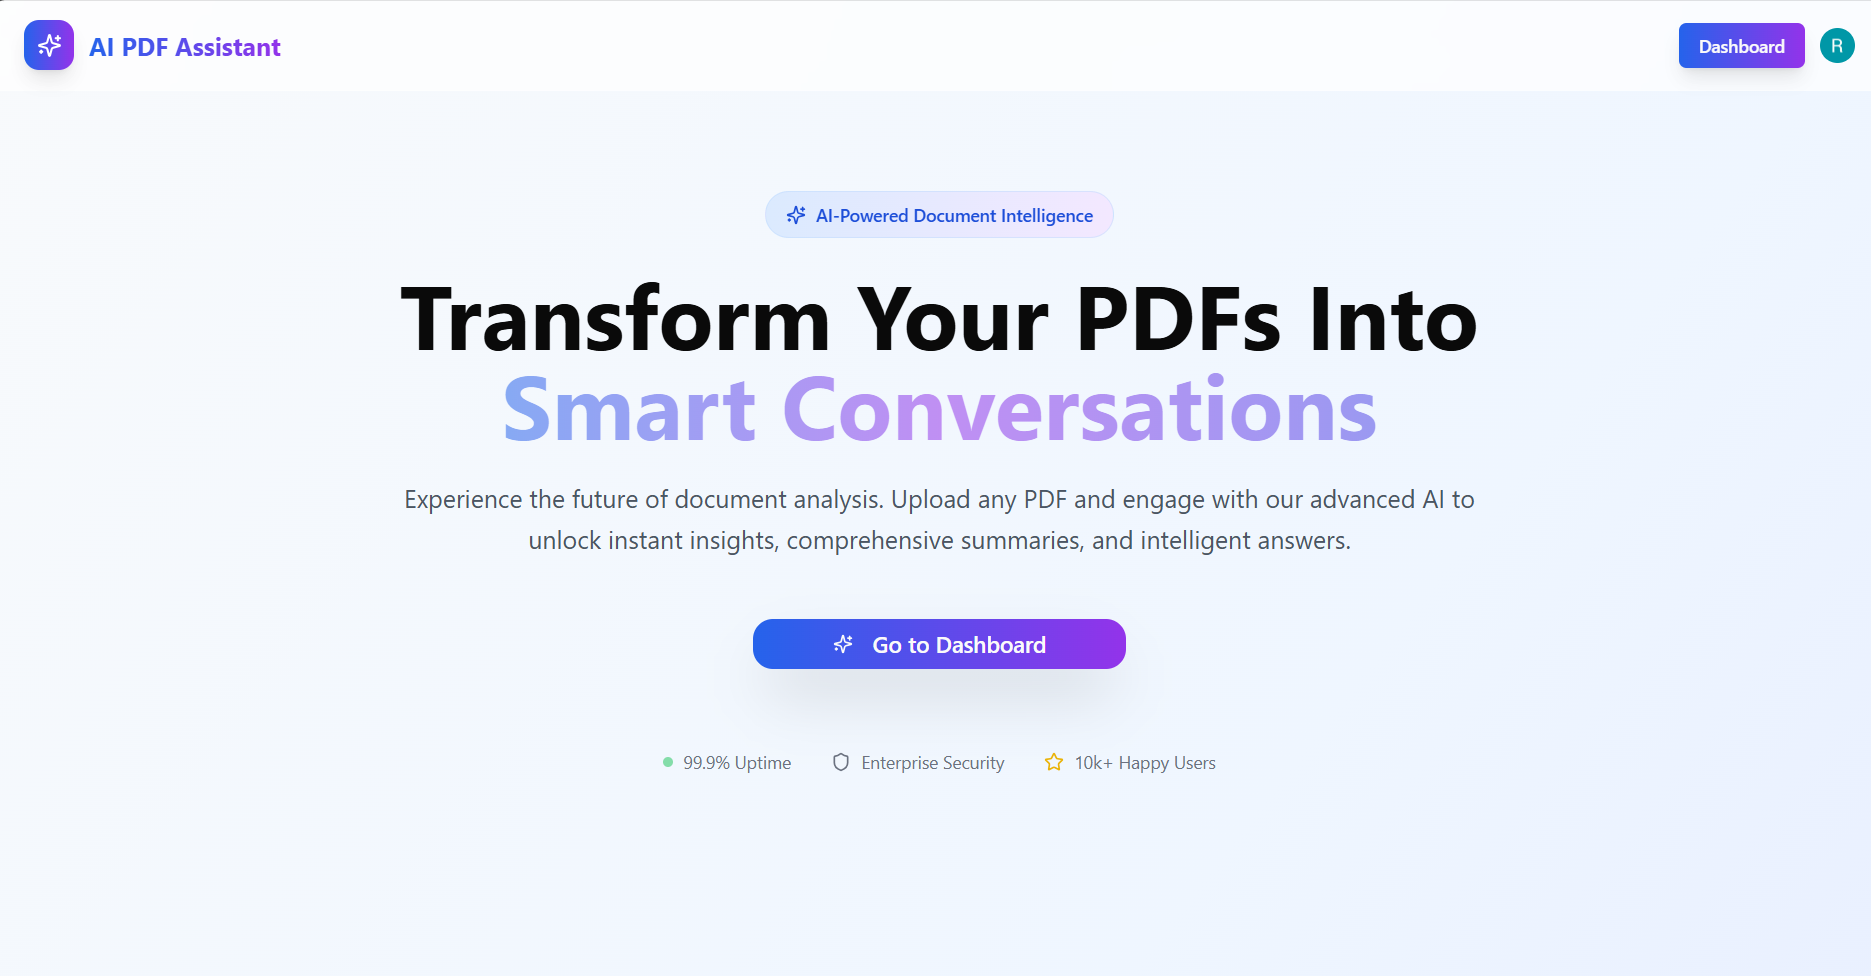 AI PDF Assistant
Dashboard
R
AI-Powered Document Intelligence
Transform Your PDFs Into
Smart Conversations
Experience the future of document analysis. Upload any PDF and engage with our advanced AI to
unlock instant insights, comprehensive summaries, and intelligent answers.
Go to Dashboard
99.9% Uptime
Enterprise Security
10k+ Happy Users